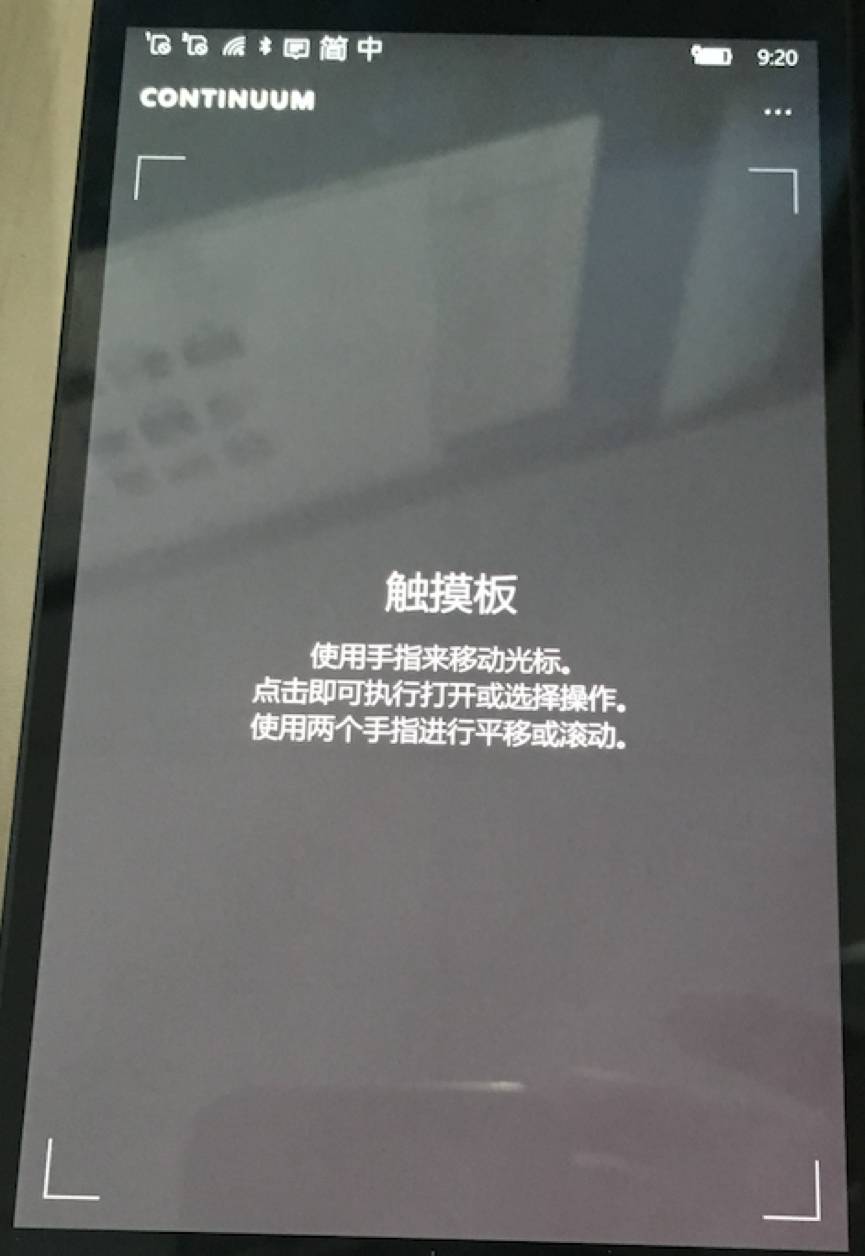 简 中 9:20
CONTINUUM
触摸板
使用手指来移动光标。
点击即可执行打开或选择操作。
使用两个手指进行平移或滚动。